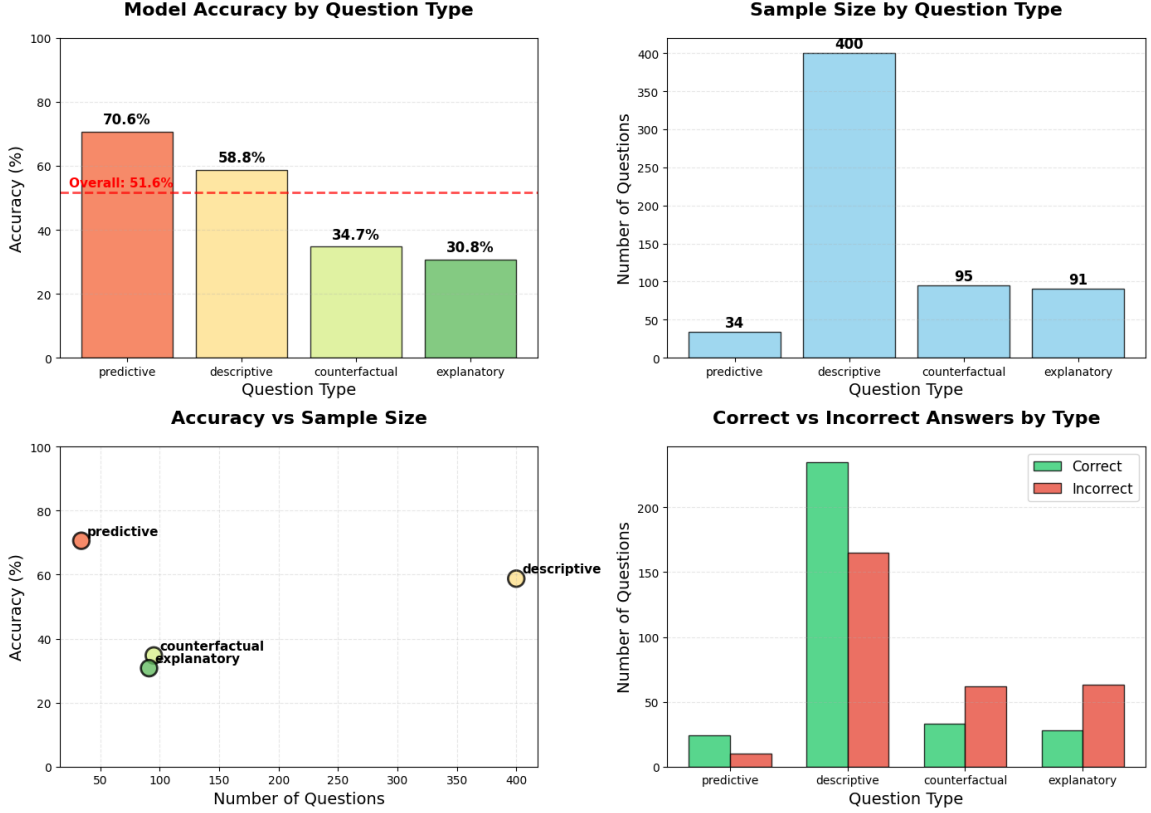 Model Accuracy by Question Type
100
80
60
40
20
0
Accuracy (%)
70.6%
58.8%
34.7%
30.8%
Overall: 51.6%
predictive
descriptive
counterfactual
explanatory
Question Type
Sample Size by Question Type
400
350
300
250
200
150
100
50
0
Number of Questions
34
400
95
91
predictive
descriptive
counterfactual
explanatory
Question Type
Accuracy vs Sample Size
100
80
60
40
20
0
Accuracy (%)
predictive
descriptive
counterfactual
explanatory
50
100
150
200
250
300
350
400
Number of Questions
Correct vs Incorrect Answers by Type
Correct
Incorrect
200
150
100
50
0
Number of Questions
predictive
descriptive
counterfactual
explanatory
Question Type